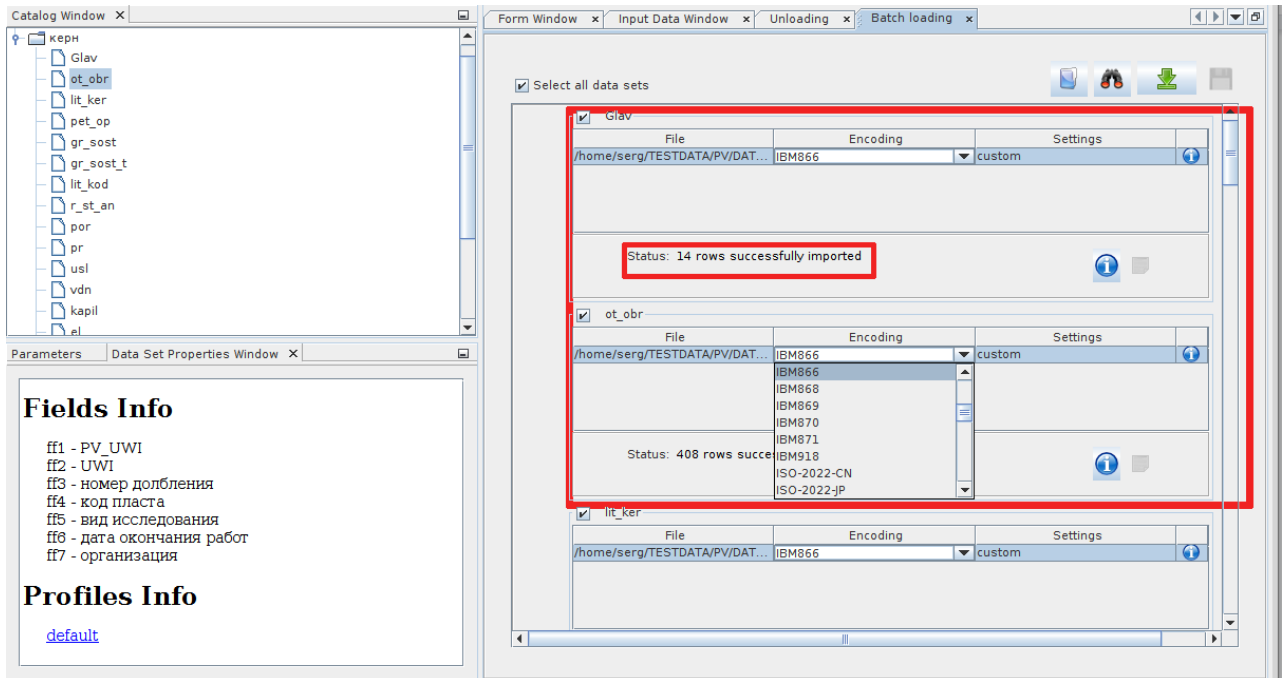 Catalog Window X
керн
Glav
ot_obr
lit_ker
pet_op
gr_sost
gr_sost_t
lit_kod
r_st_an
por
pr
usl
vdn
kapil
el
Parameters Data Set Properties Window X
Fields Info
ff1 - PV_UWI
ff2 - UWI
ff3 - номер долбления
ff4 - код пласта
ff5 - вид исследования
ff6 - дата окончания работ
ff7 - организация
Profiles Info
default
Form Window x Input Data Window x Unloading x Batch loading x
Select all data sets
Glav
File Encoding Settings
/home/serg/TESTDATA/PV/DAT... IBM866 custom
Status: 14 rows successfully imported
ot_obr
File Encoding Settings
/home/serg/TESTDATA/PV/DAT... IBM866 custom
IBM866
IBM868
IBM869
IBM870
IBM871
Status: 408 rows succe IBM918
ISO-2022-CN
ISO-2022-JP
lit_ker
File Encoding Settings
/home/serg/TESTDATA/PV/DAT... IBM866 custom